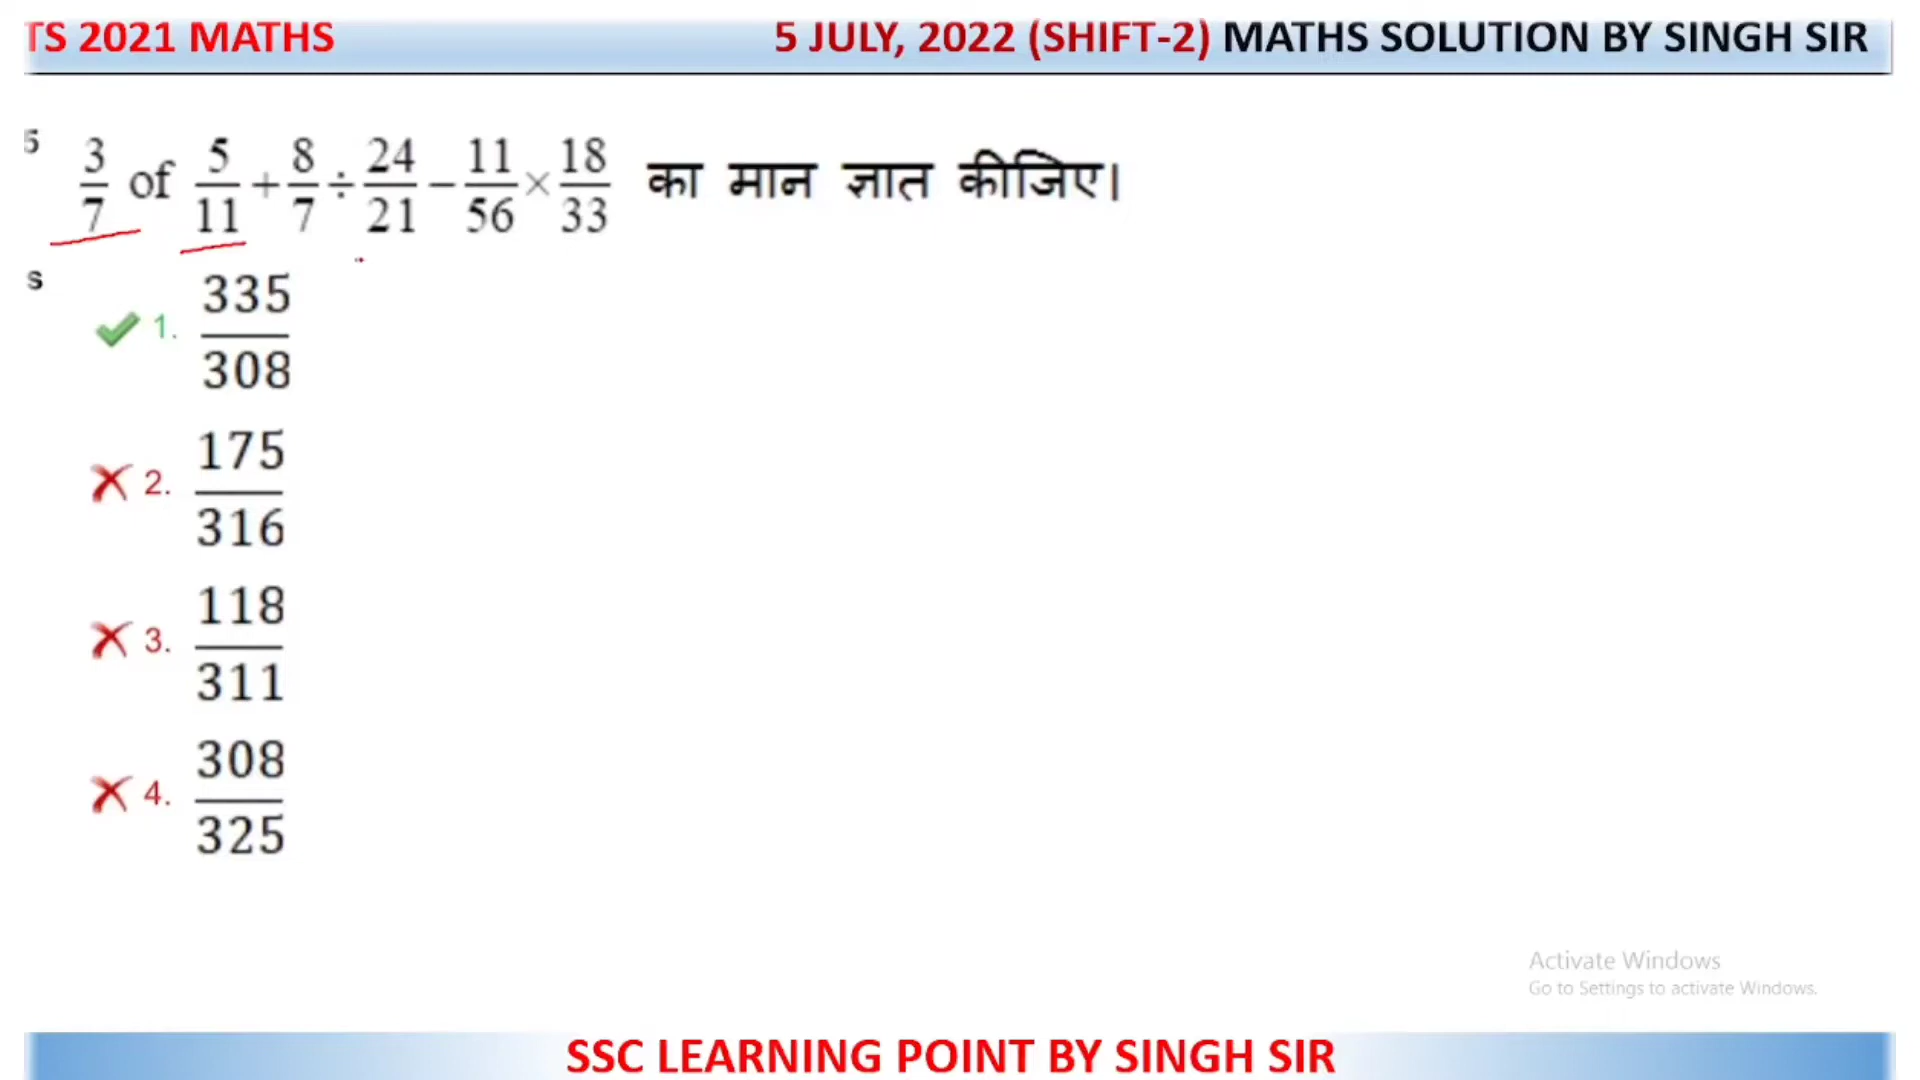 TS 2021 MATHS 5 JULY, 2022 (SHIFT-2) MATHS SOLUTION BY SINGH SIR
5 3/7 of 5/11 + 8/7 ÷ 24/21 − 11/56 × 18/33 का मान ज्ञात कीजिए।
s
1. 335/308
2. 175/316
3. 118/311
4. 308/325
Activate Windows
Go to Settings to activate Windows.
SSC LEARNING POINT BY SINGH SIR